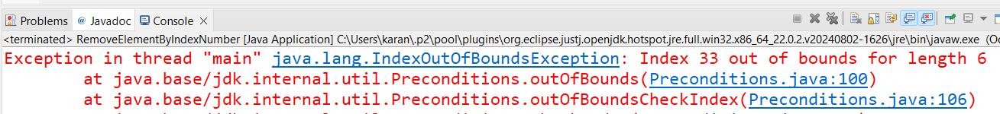 Problems @ Javadoc Console
<terminated> RemoveElementByIndexNumber [Java Application] C:\Users\karan\.p2\pool\plugins\org.eclipse.justj.openjdk.hotspot.jre.full.win32.x86_64_22.0.2.v20240802-1626\jre\bin\javaw.exe (Oc
Exception in thread "main" java.lang.IndexOutOfBoundsException: Index 33 out of bounds for length 6
at java.base/jdk.internal.util.Preconditions.outOfBounds(Preconditions.java:100)
at java.base/jdk.internal.util.Preconditions.outOfBoundsCheckIndex(Preconditions.java:106)